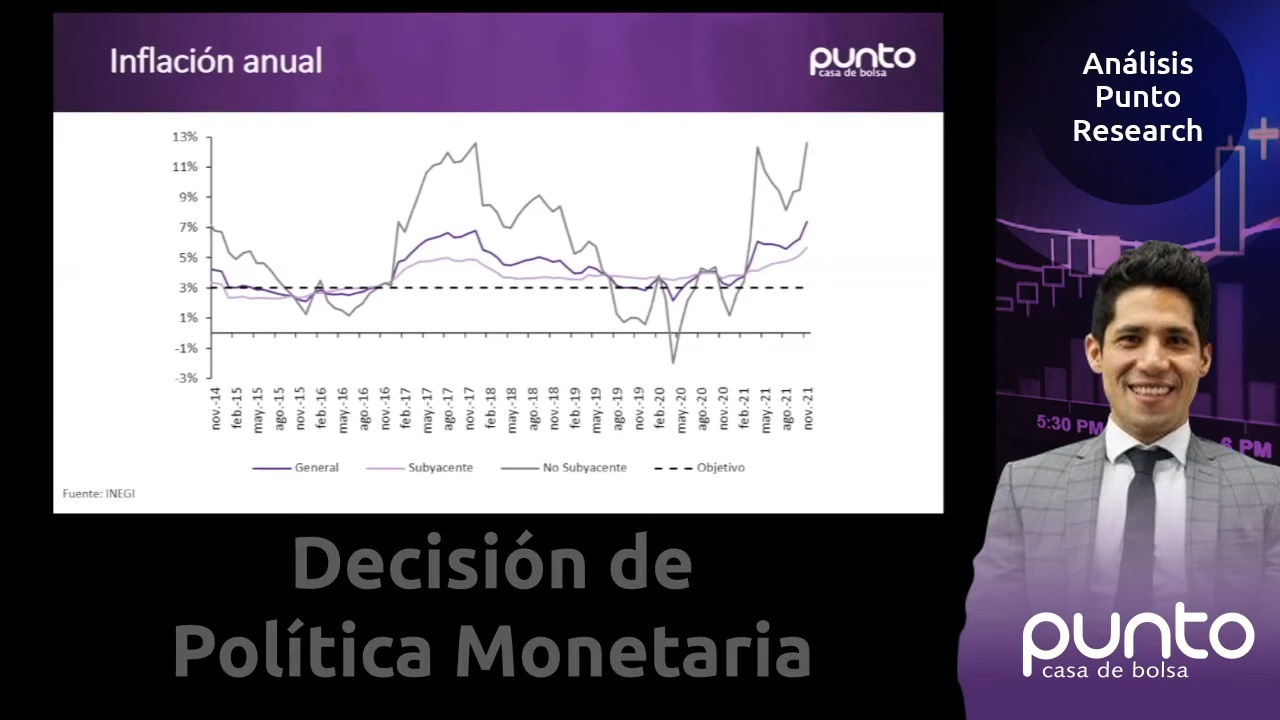 Inflación anual
punto
casa de bolsa
13%
11%
9%
7%
5%
3%
1%
-1%
-3%
nov.-14
feb.-15
may.-15
ago.-15
nov.-15
feb.-16
may.-16
ago.-16
nov.-16
feb.-17
may.-17
ago.-17
nov.-17
feb.-18
may.-18
ago.-18
nov.-18
feb.-19
may.-19
ago.-19
nov.-19
feb.-20
may.-20
ago.-20
nov.-20
feb.-21
may.-21
ago.-21
nov.-21
General
Subyacente
No Subyacente
Objetivo
Fuente: INEGI
Decisión de
Política Monetaria
Análisis
Punto
Research
5:30 PM
6 PM
punto
casa de bolsa